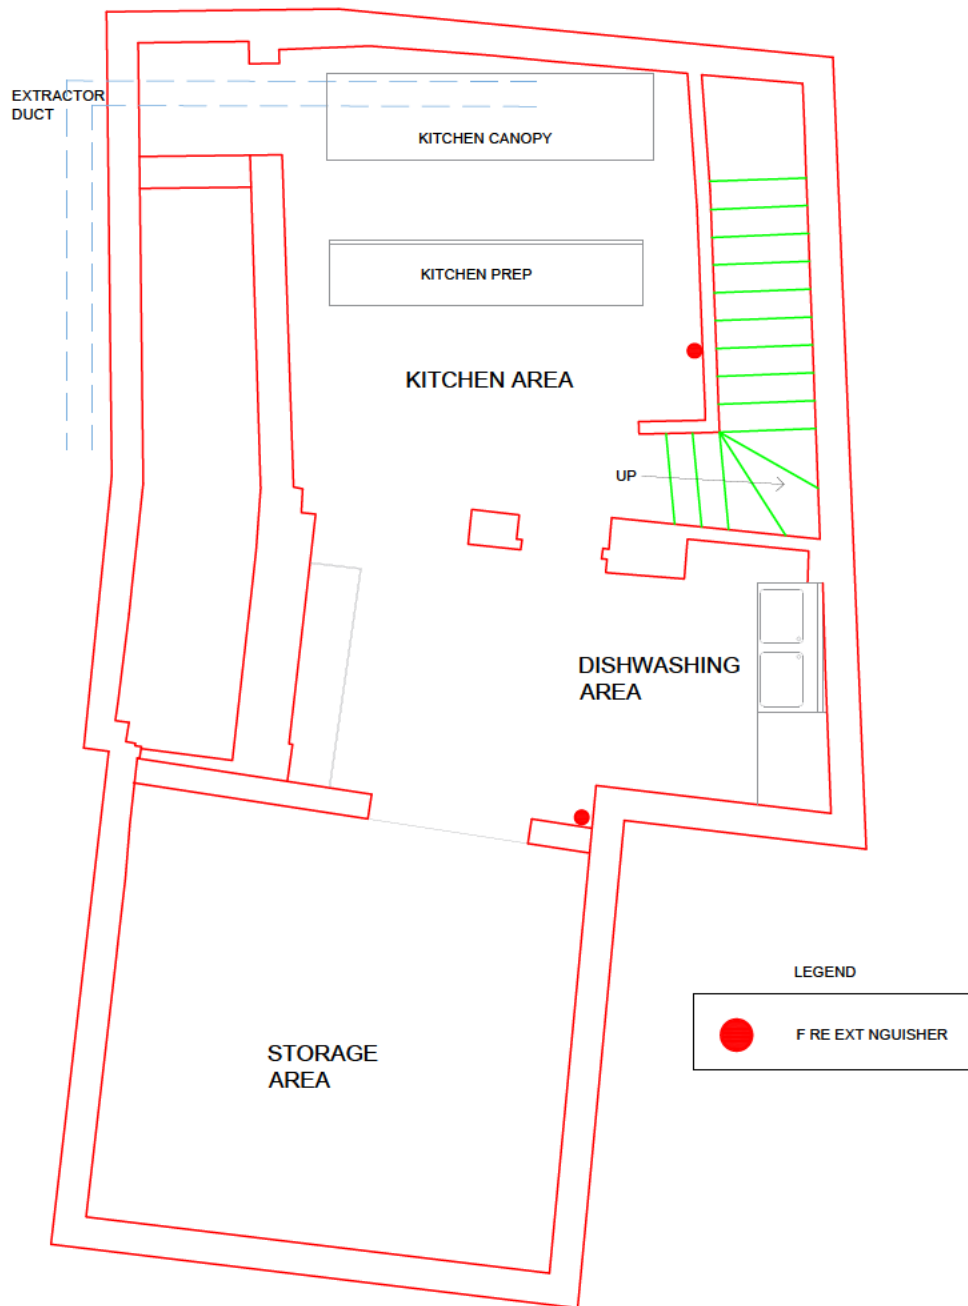 EXTRACTOR
DUCT
KITCHEN CANOPY
KITCHEN PREP
KITCHEN AREA
UP
DISHWASHING
AREA
LEGEND
F RE EXT NGUISHER
STORAGE
AREA